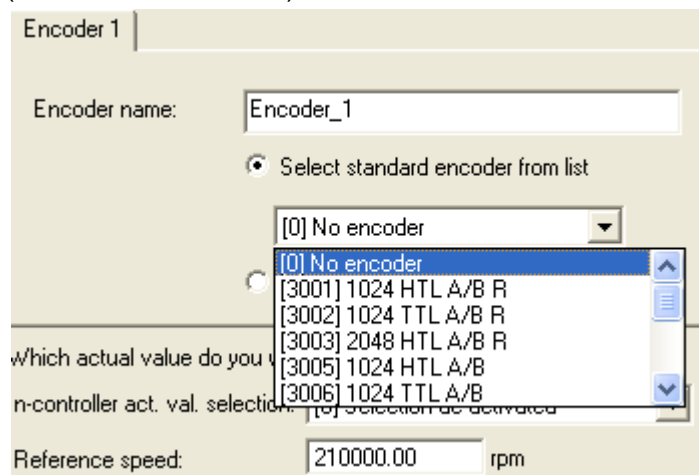 Encoder 1
Encoder name: Encoder_1
Select standard encoder from list
[0] No encoder
[0] No encoder
[3001] 1024 HTL A/B R
[3002] 1024 TTL A/B R
[3003] 2048 HTL A/B R
[3005] 1024 HTL A/B
[3006] 1024 TTL A/B
Which actual value do you
n-controller act. val. selection:
Reference speed: 210000.00 rpm